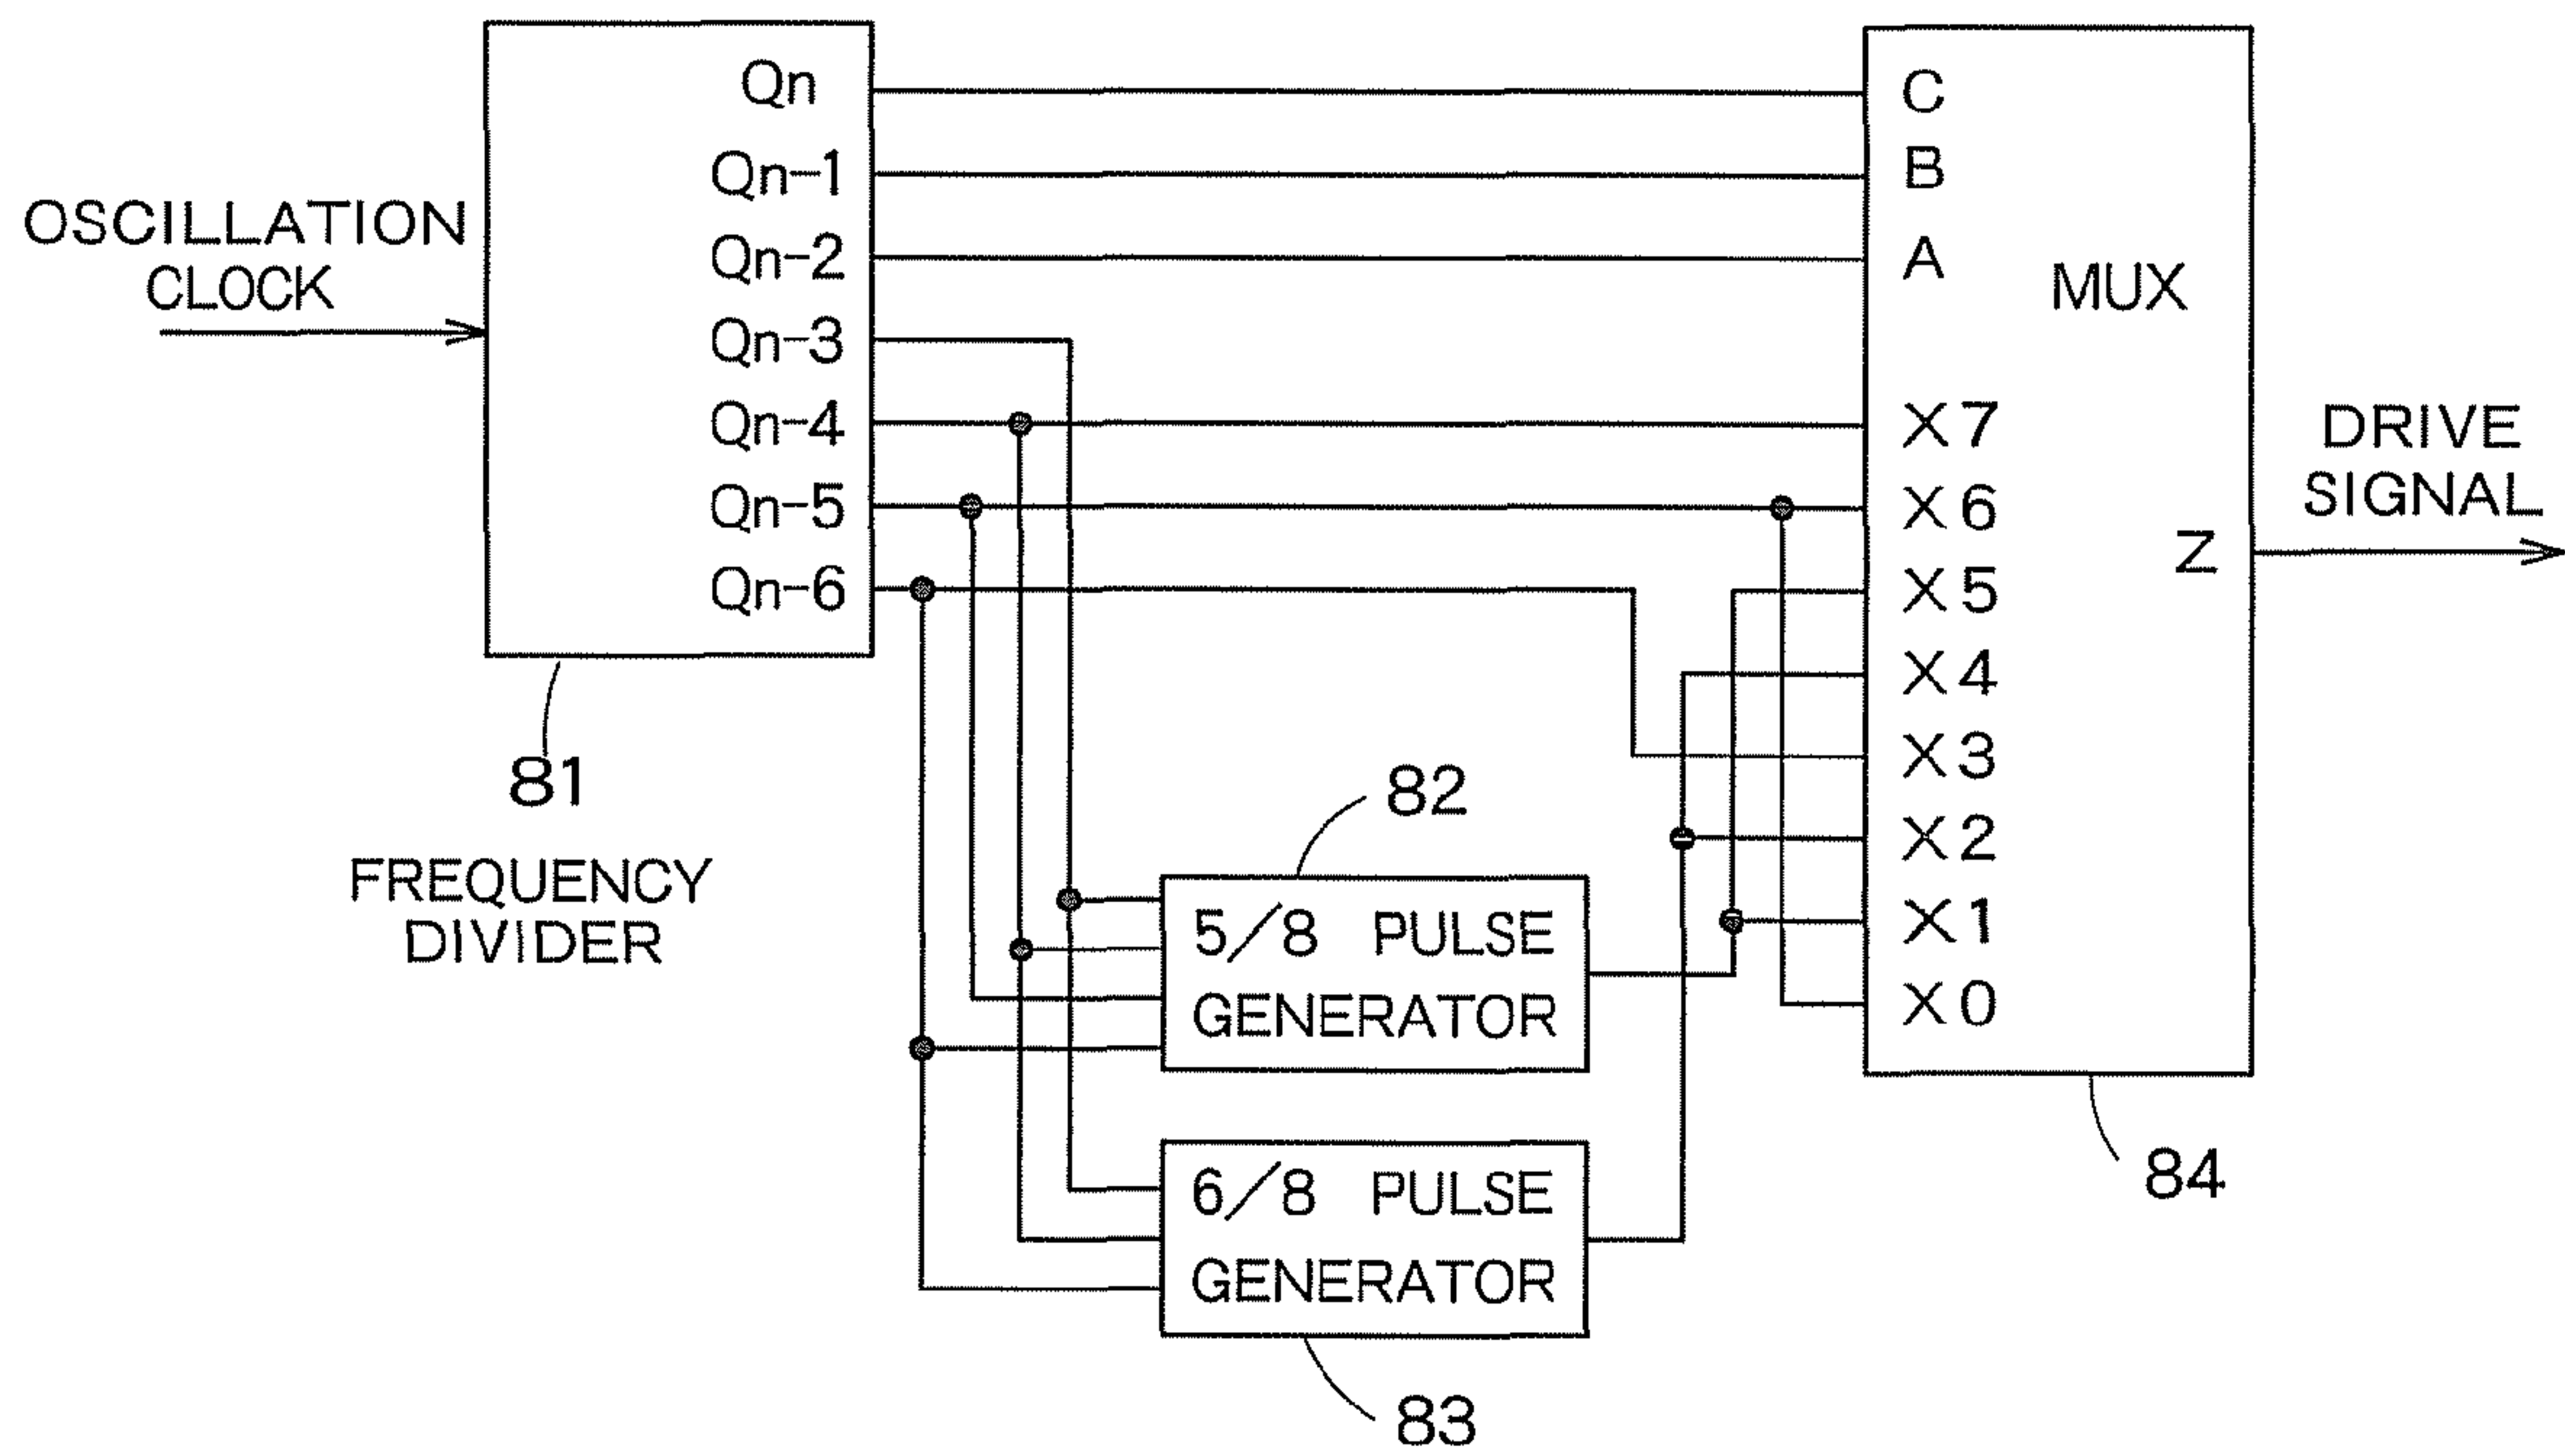 OSCILLATION
CLOCK
Qn
Qn-1
Qn-2
Qn-3
Qn-4
Qn-5
Qn-6
81
FREQUENCY
DIVIDER
82
5/8 PULSE
GENERATOR
6/8 PULSE
GENERATOR
83
C
B
A
MUX
X7
X6
X5
X4
X3
X2
X1
X0
Z
84
DRIVE
SIGNAL